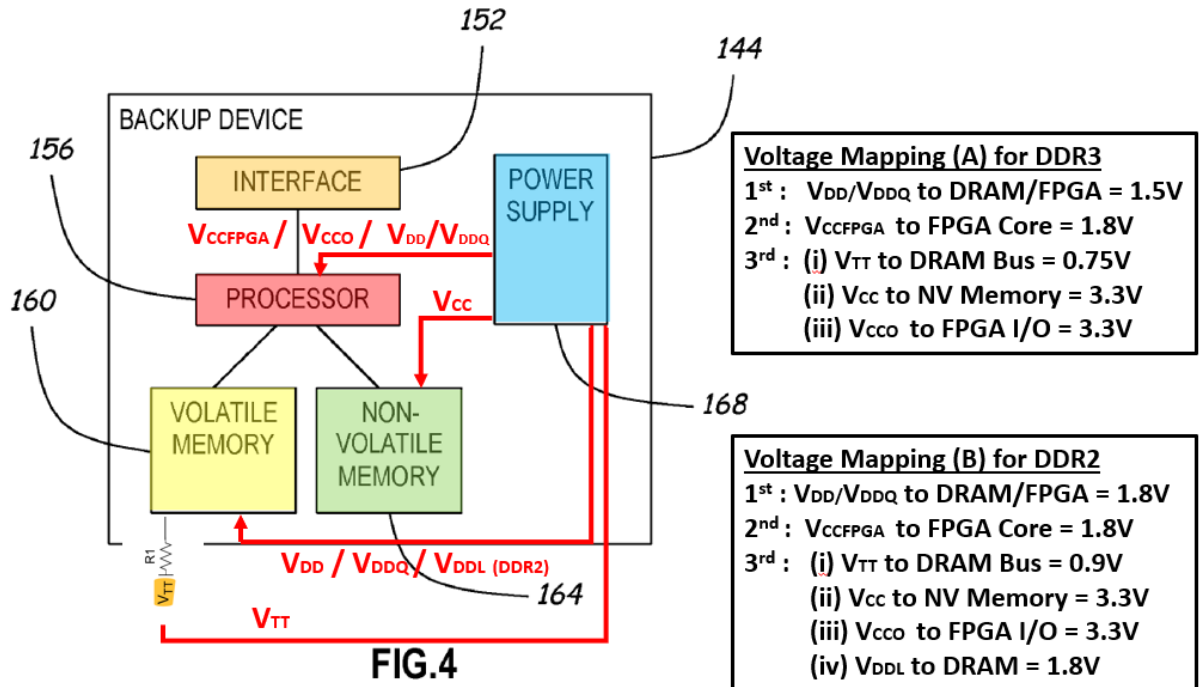 152
144
BACKUP DEVICE
156
INTERFACE
POWER
SUPPLY
VCCFPGA / VCCO / VDD/VDDQ
PROCESSOR
160
VCC
VOLATILE
MEMORY
NON-
VOLATILE
MEMORY
168
R1
VTT
VDD / VDDQ / VDDL (DDR2)
164
VTT
FIG.4
Voltage Mapping (A) for DDR3
1st : VDD/VDDQ to DRAM/FPGA = 1.5V
2nd : VCCFPGA to FPGA Core = 1.8V
3rd : (i) VTT to DRAM Bus = 0.75V
(ii) VCC to NV Memory = 3.3V
(iii) VCCO to FPGA I/O = 3.3V
Voltage Mapping (B) for DDR2
1st : VDD/VDDQ to DRAM/FPGA = 1.8V
2nd : VCCFPGA to FPGA Core = 1.8V
3rd : (i) VTT to DRAM Bus = 0.9V
(ii) VCC to NV Memory = 3.3V
(iii) VCCO to FPGA I/O = 3.3V
(iv) VDDL to DRAM = 1.8V